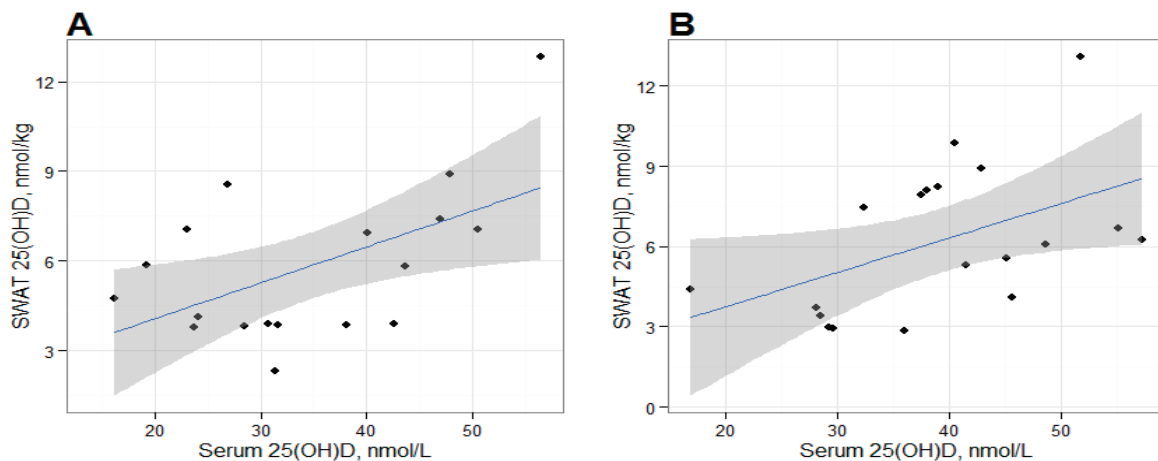 A
SWAT 25(OH)D, nmol/kg
12
9
6
3
20 30 40 50
Serum 25(OH)D, nmol/L
B
SWAT 25(OH)D, nmol/kg
12
9
6
3
0
20 30 40 50
Serum 25(OH)D, nmol/L